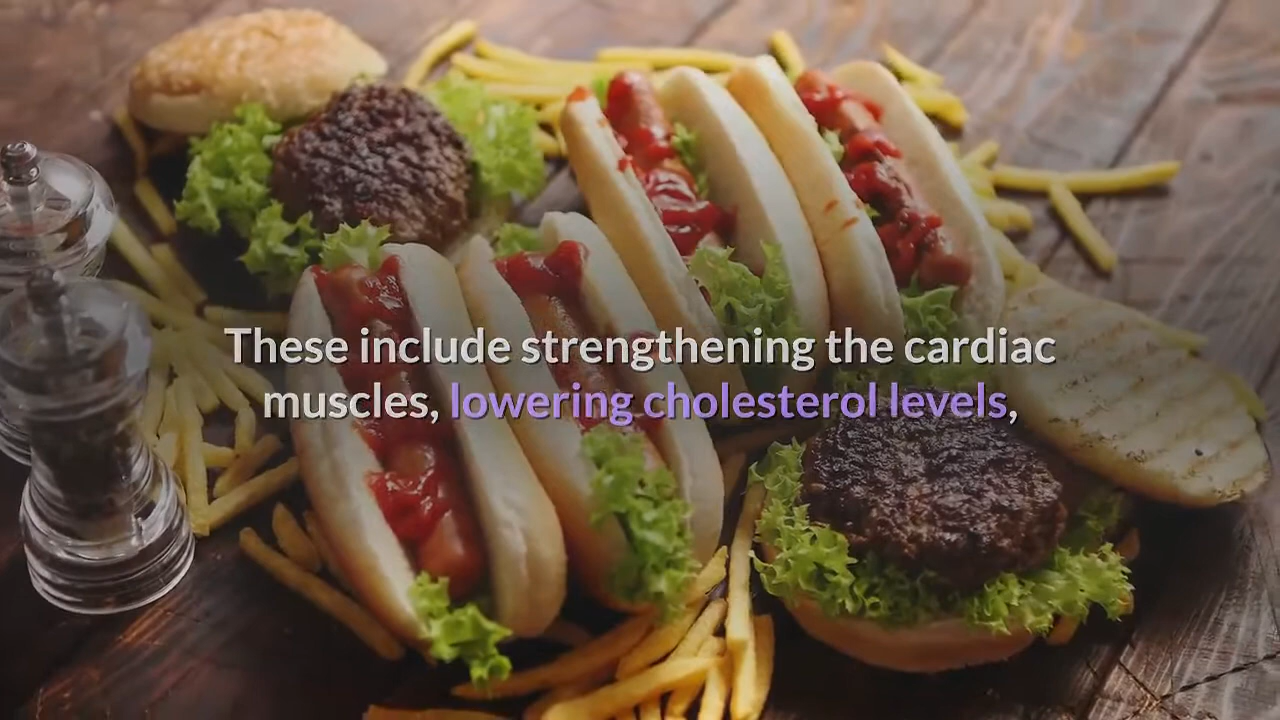 These include strengthening the cardiac
muscles, lowering cholesterol levels,